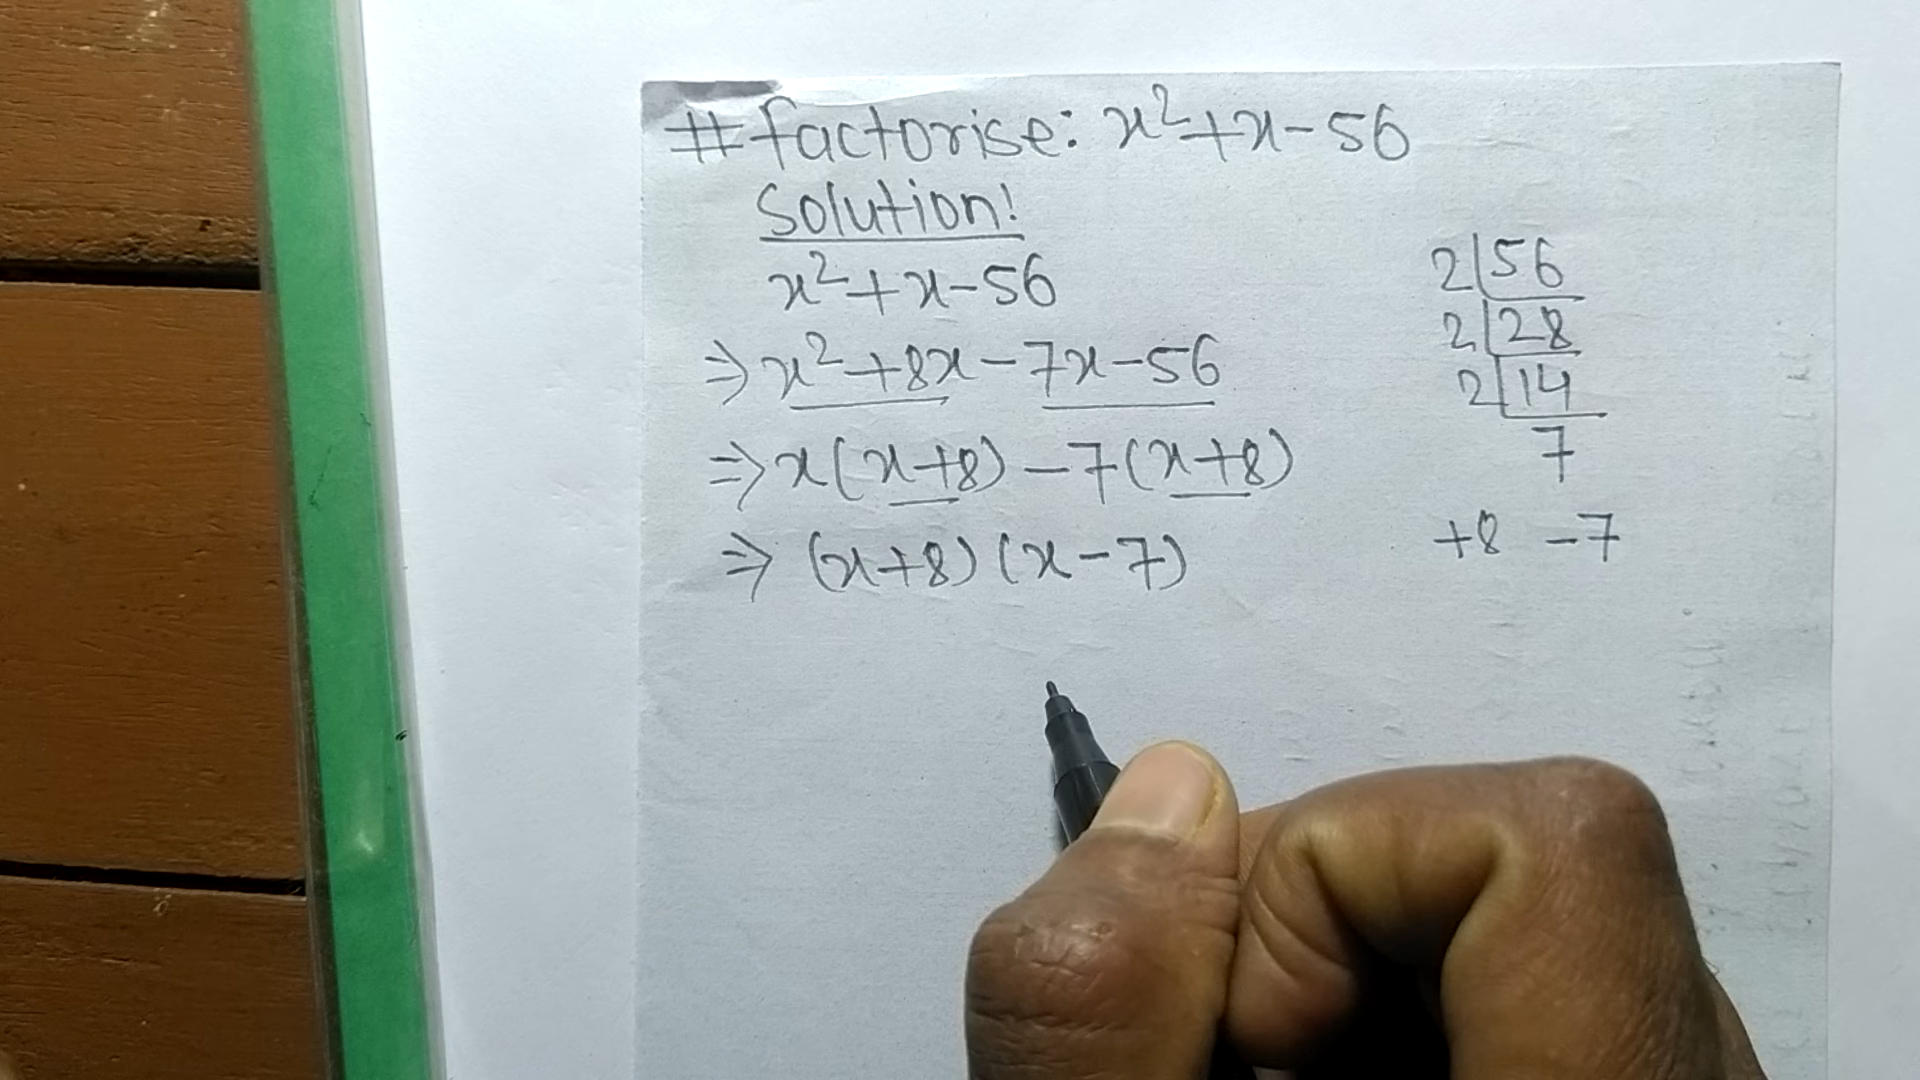 # factorise: x²+x-56
Solution!
x²+x-56
⇒ x²+8x-7x-56
⇒ x(x+8)-7(x+8)
⇒ (x+8)(x-7)
2|56
2|28
2|14
7
+8 -7